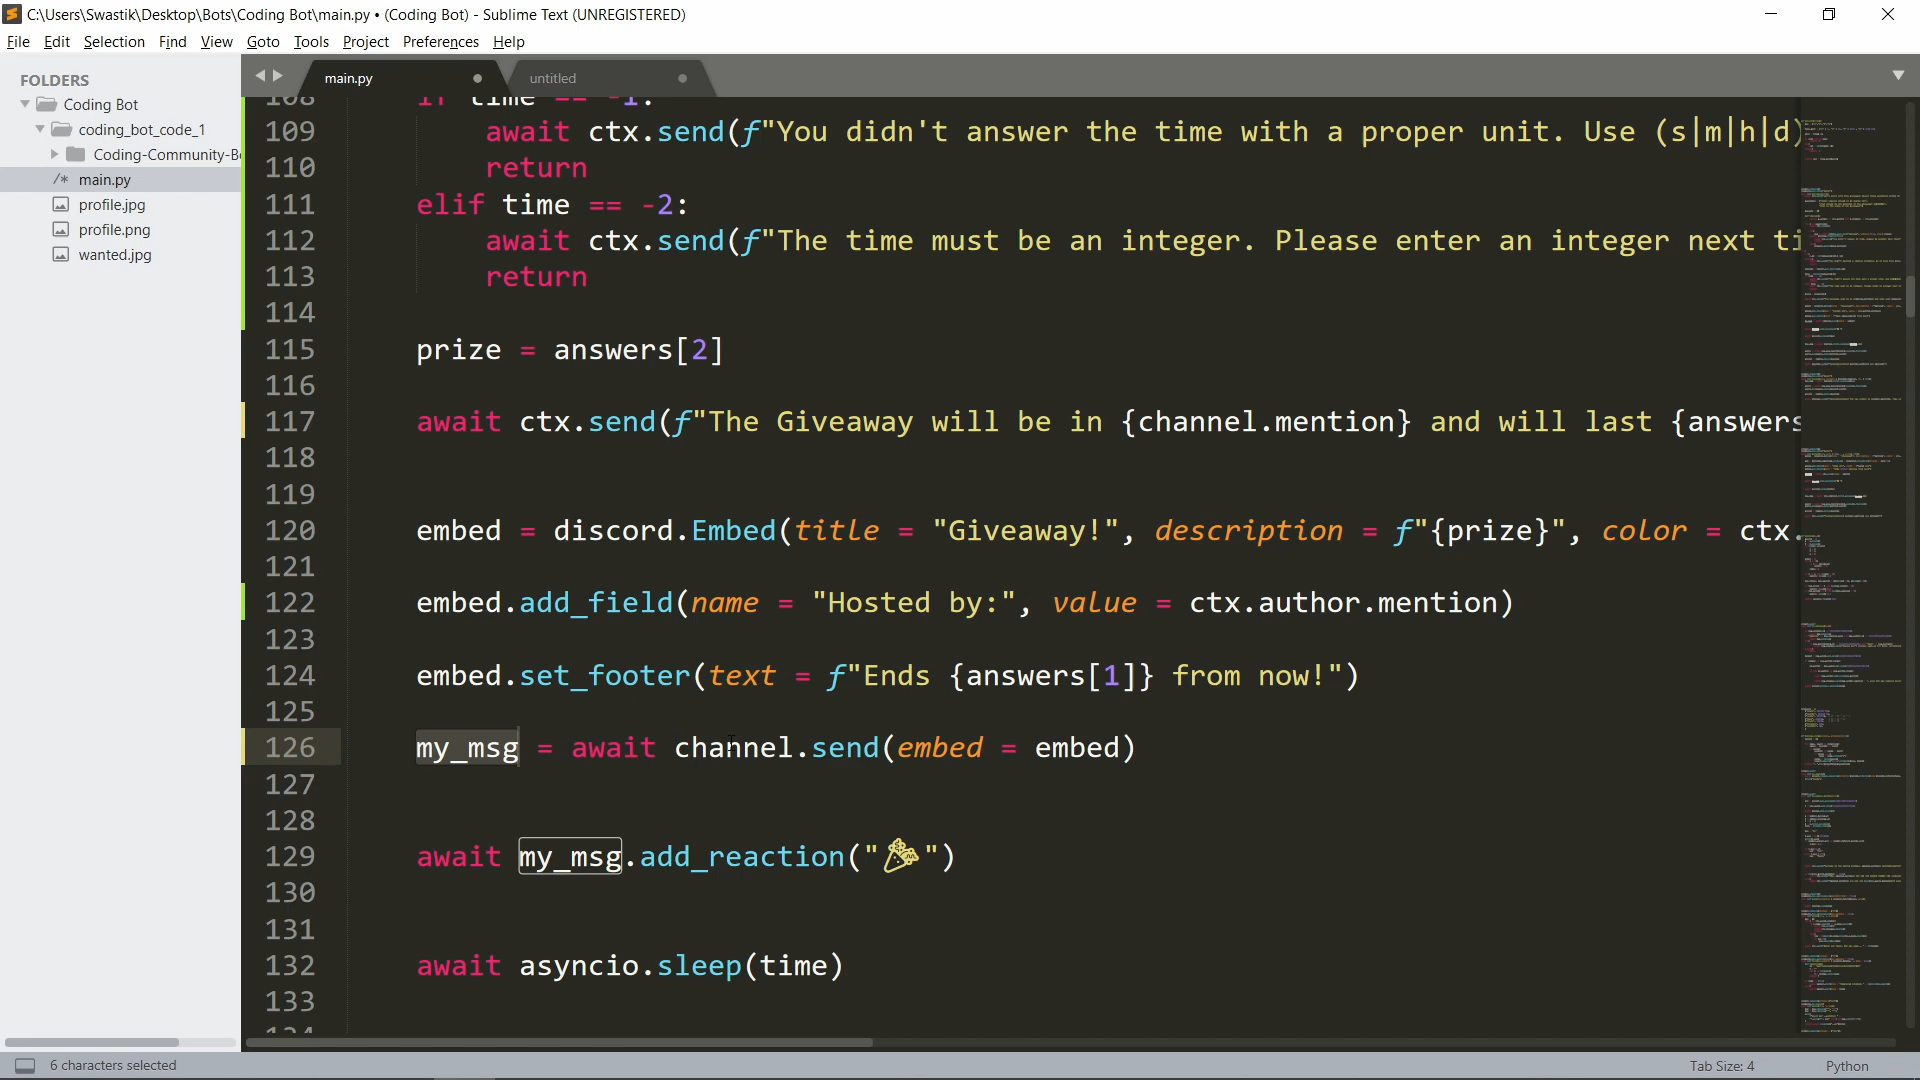 C:\Users\Swastik\Desktop\Bots\Coding Bot\main.py • (Coding Bot) - Sublime Text (UNREGISTERED)
File Edit Selection Find View Goto Tools Project Preferences Help
FOLDERS
Coding Bot
coding_bot_code_1
Coding-Community-B
/* main.py
profile.jpg
profile.png
wanted.jpg
main.py
untitled
108 if time == -1:
109 await ctx.send(f"You didn't answer the time with a proper unit. Use (s|m|h|d)
110 return
111 elif time == -2:
112 await ctx.send(f"The time must be an integer. Please enter an integer next ti
113 return
114
115 prize = answers[2]
116
117 await ctx.send(f"The Giveaway will be in {channel.mention} and will last {answers
118
119
120 embed = discord.Embed(title = "Giveaway!", description = f"{prize}", color = ctx.
121
122 embed.add_field(name = "Hosted by:", value = ctx.author.mention)
123
124 embed.set_footer(text = f"Ends {answers[1]} from now!")
125
126 my_msg = await channel.send(embed = embed)
127
128
129 await my_msg.add_reaction("🎉")
130
131
132 await asyncio.sleep(time)
133
134
6 characters selected
Tab Size: 4
Python